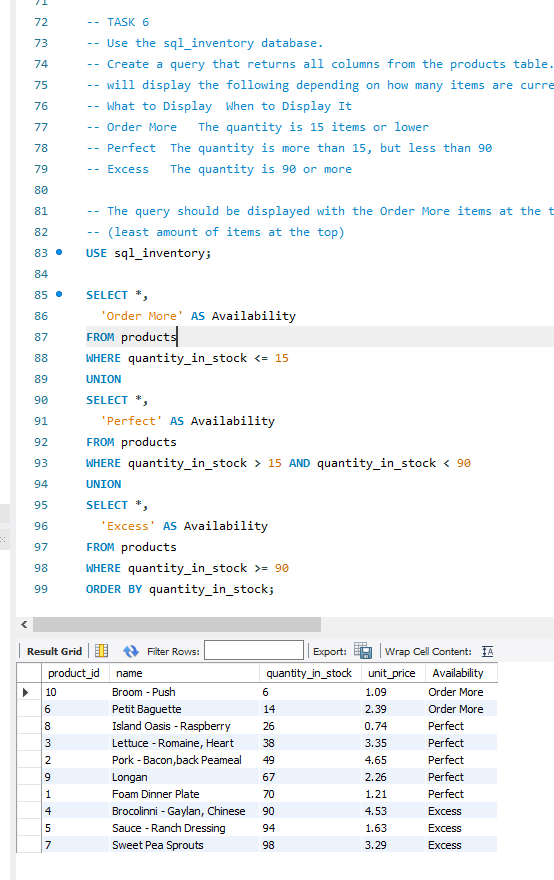 71
72 -- TASK 6
73 -- Use the sql_inventory database.
74 -- Create a query that returns all columns from the products table.
75 -- will display the following depending on how many items are curre
76 -- What to Display  When to Display It
77 -- Order More   The quantity is 15 items or lower
78 -- Perfect  The quantity is more than 15, but less than 90
79 -- Excess   The quantity is 90 or more
80
81 -- The query should be displayed with the Order More items at the t
82 -- (least amount of items at the top)
83 USE sql_inventory;
84
85 SELECT *,
86   'Order More' AS Availability
87 FROM products
88 WHERE quantity_in_stock <= 15
89 UNION
90 SELECT *,
91   'Perfect' AS Availability
92 FROM products
93 WHERE quantity_in_stock > 15 AND quantity_in_stock < 90
94 UNION
95 SELECT *,
96   'Excess' AS Availability
97 FROM products
98 WHERE quantity_in_stock >= 90
99 ORDER BY quantity_in_stock;
Result Grid Filter Rows: Export: Wrap Cell Content:
product_id name quantity_in_stock unit_price Availability
10 Broom - Push 6 1.09 Order More
6 Petit Baguette 14 2.39 Order More
8 Island Oasis - Raspberry 26 0.74 Perfect
3 Lettuce - Romaine, Heart 38 3.35 Perfect
2 Pork - Bacon,back Peameal 49 4.65 Perfect
9 Longan 67 2.26 Perfect
1 Foam Dinner Plate 70 1.21 Perfect
4 Brocolinni - Gaylan, Chinese 90 4.53 Excess
5 Sauce - Ranch Dressing 94 1.63 Excess
7 Sweet Pea Sprouts 98 3.29 Excess